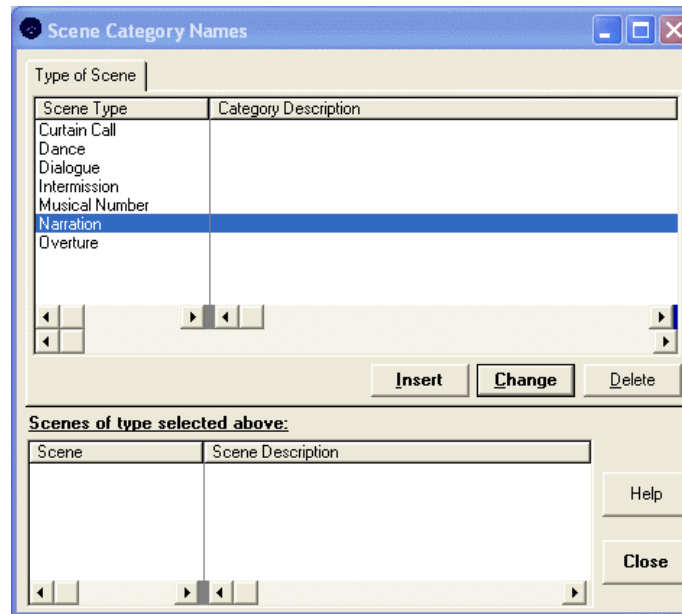 Scene Category Names
Type of Scene
Scene Type Category Description
Curtain Call
Dance
Dialogue
Intermission
Musical Number
Narration
Overture
Insert Change Delete
Scenes of type selected above:
Scene Scene Description
Help
Close